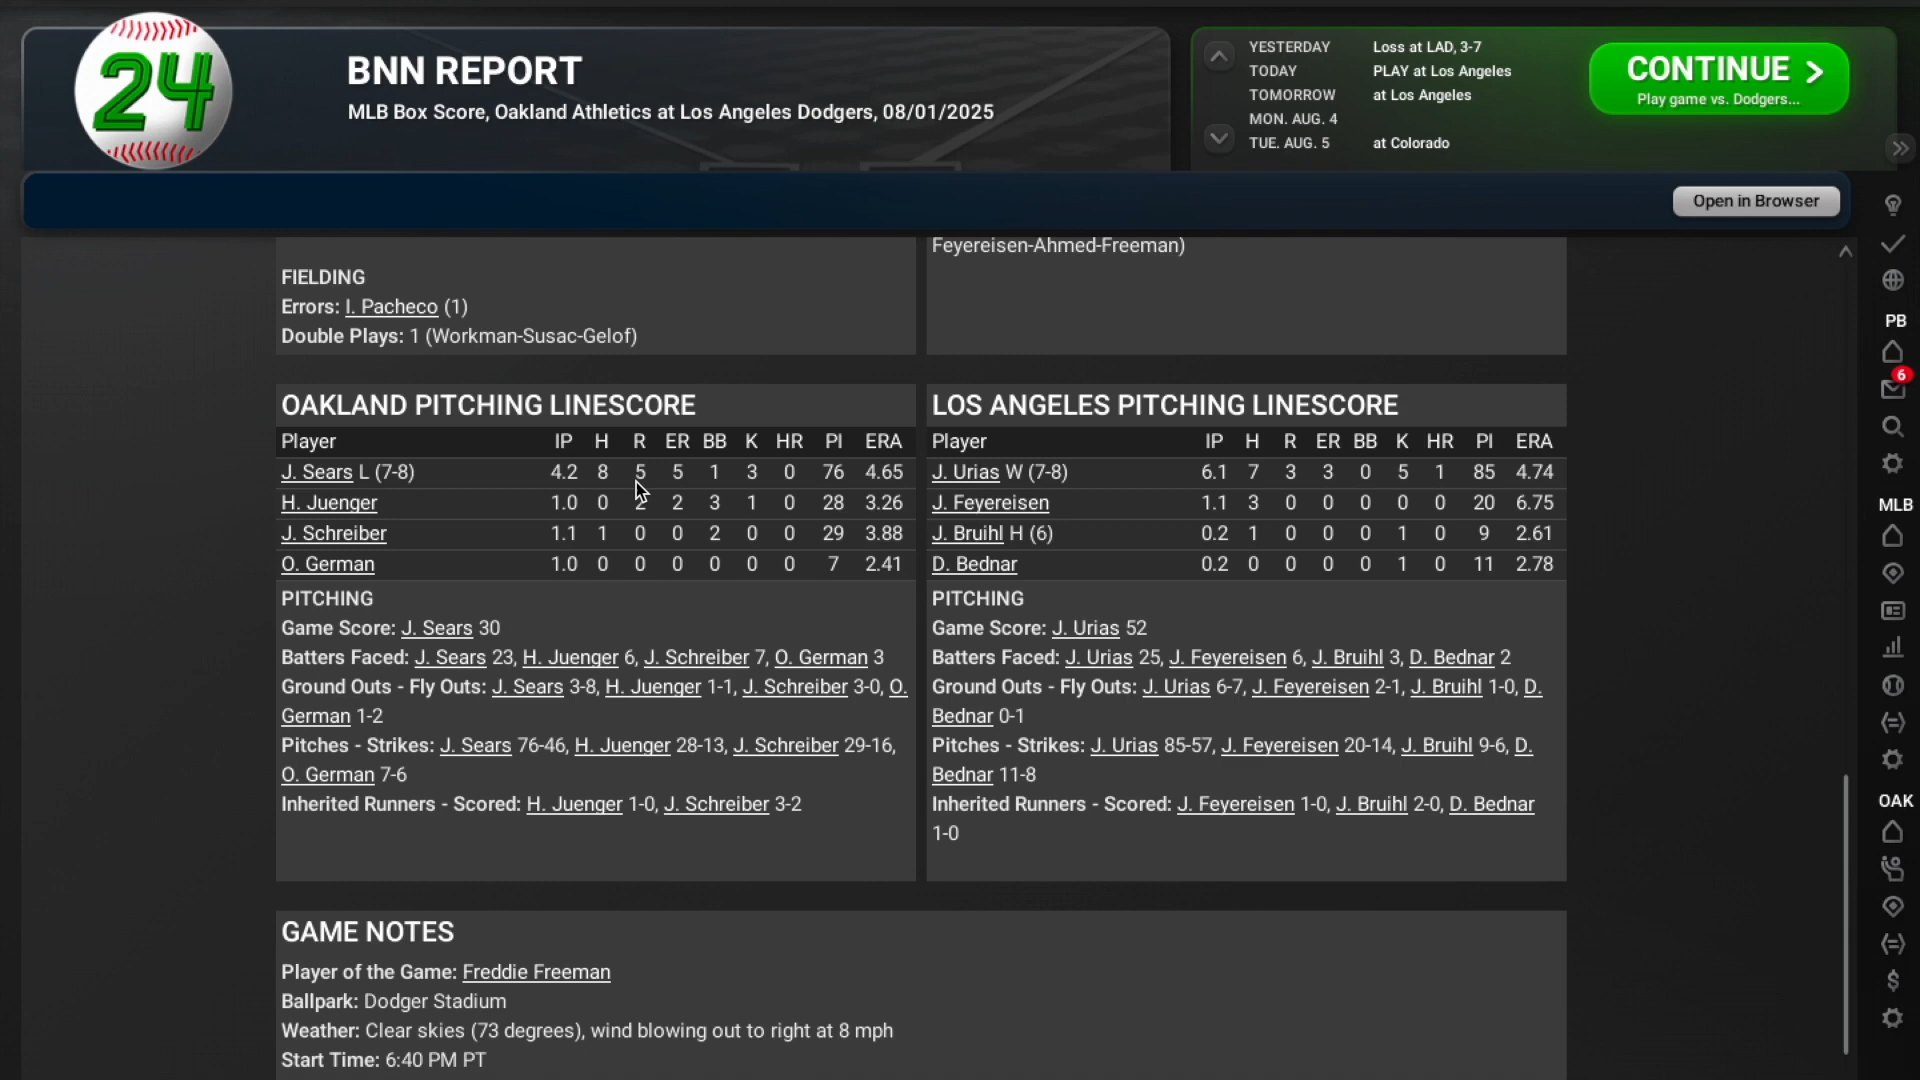 24
BNN REPORT
MLB Box Score, Oakland Athletics at Los Angeles Dodgers, 08/01/2025
YESTERDAY Loss at LAD, 3-7
TODAY PLAY at Los Angeles
TOMORROW at Los Angeles
MON. AUG. 4
TUE. AUG. 5 at Colorado
CONTINUE
Play game vs. Dodgers...
Open in Browser
Feyereisen-Ahmed-Freeman)
FIELDING
Errors: I. Pacheco (1)
Double Plays: 1 (Workman-Susac-Gelof)
OAKLAND PITCHING LINESCORE
Player IP H R ER BB K HR PI ERA
J. Sears L (7-8) 4.2 8 5 5 1 3 0 76 4.65
H. Juenger 1.0 0 2 2 3 1 0 28 3.26
J. Schreiber 1.1 1 0 0 2 0 0 29 3.88
O. German 1.0 0 0 0 0 0 0 7 2.41
PITCHING
Game Score: J. Sears 30
Batters Faced: J. Sears 23, H. Juenger 6, J. Schreiber 7, O. German 3
Ground Outs - Fly Outs: J. Sears 3-8, H. Juenger 1-1, J. Schreiber 3-0, O.
German 1-2
Pitches - Strikes: J. Sears 76-46, H. Juenger 28-13, J. Schreiber 29-16,
O. German 7-6
Inherited Runners - Scored: H. Juenger 1-0, J. Schreiber 3-2
LOS ANGELES PITCHING LINESCORE
Player IP H R ER BB K HR PI ERA
J. Urias W (7-8) 6.1 7 3 3 0 5 1 85 4.74
J. Feyereisen 1.1 3 0 0 0 0 0 20 6.75
J. Bruihl H (6) 0.2 1 0 0 0 1 0 9 2.61
D. Bednar 0.2 0 0 0 0 1 0 11 2.78
PITCHING
Game Score: J. Urias 52
Batters Faced: J. Urias 25, J. Feyereisen 6, J. Bruihl 3, D. Bednar 2
Ground Outs - Fly Outs: J. Urias 6-7, J. Feyereisen 2-1, J. Bruihl 1-0, D.
Bednar 0-1
Pitches - Strikes: J. Urias 85-57, J. Feyereisen 20-14, J. Bruihl 9-6, D.
Bednar 11-8
Inherited Runners - Scored: J. Feyereisen 1-0, J. Bruihl 2-0, D. Bednar
1-0
GAME NOTES
Player of the Game: Freddie Freeman
Ballpark: Dodger Stadium
Weather: Clear skies (73 degrees), wind blowing out to right at 8 mph
Start Time: 6:40 PM PT
PB
6
MLB
OAK